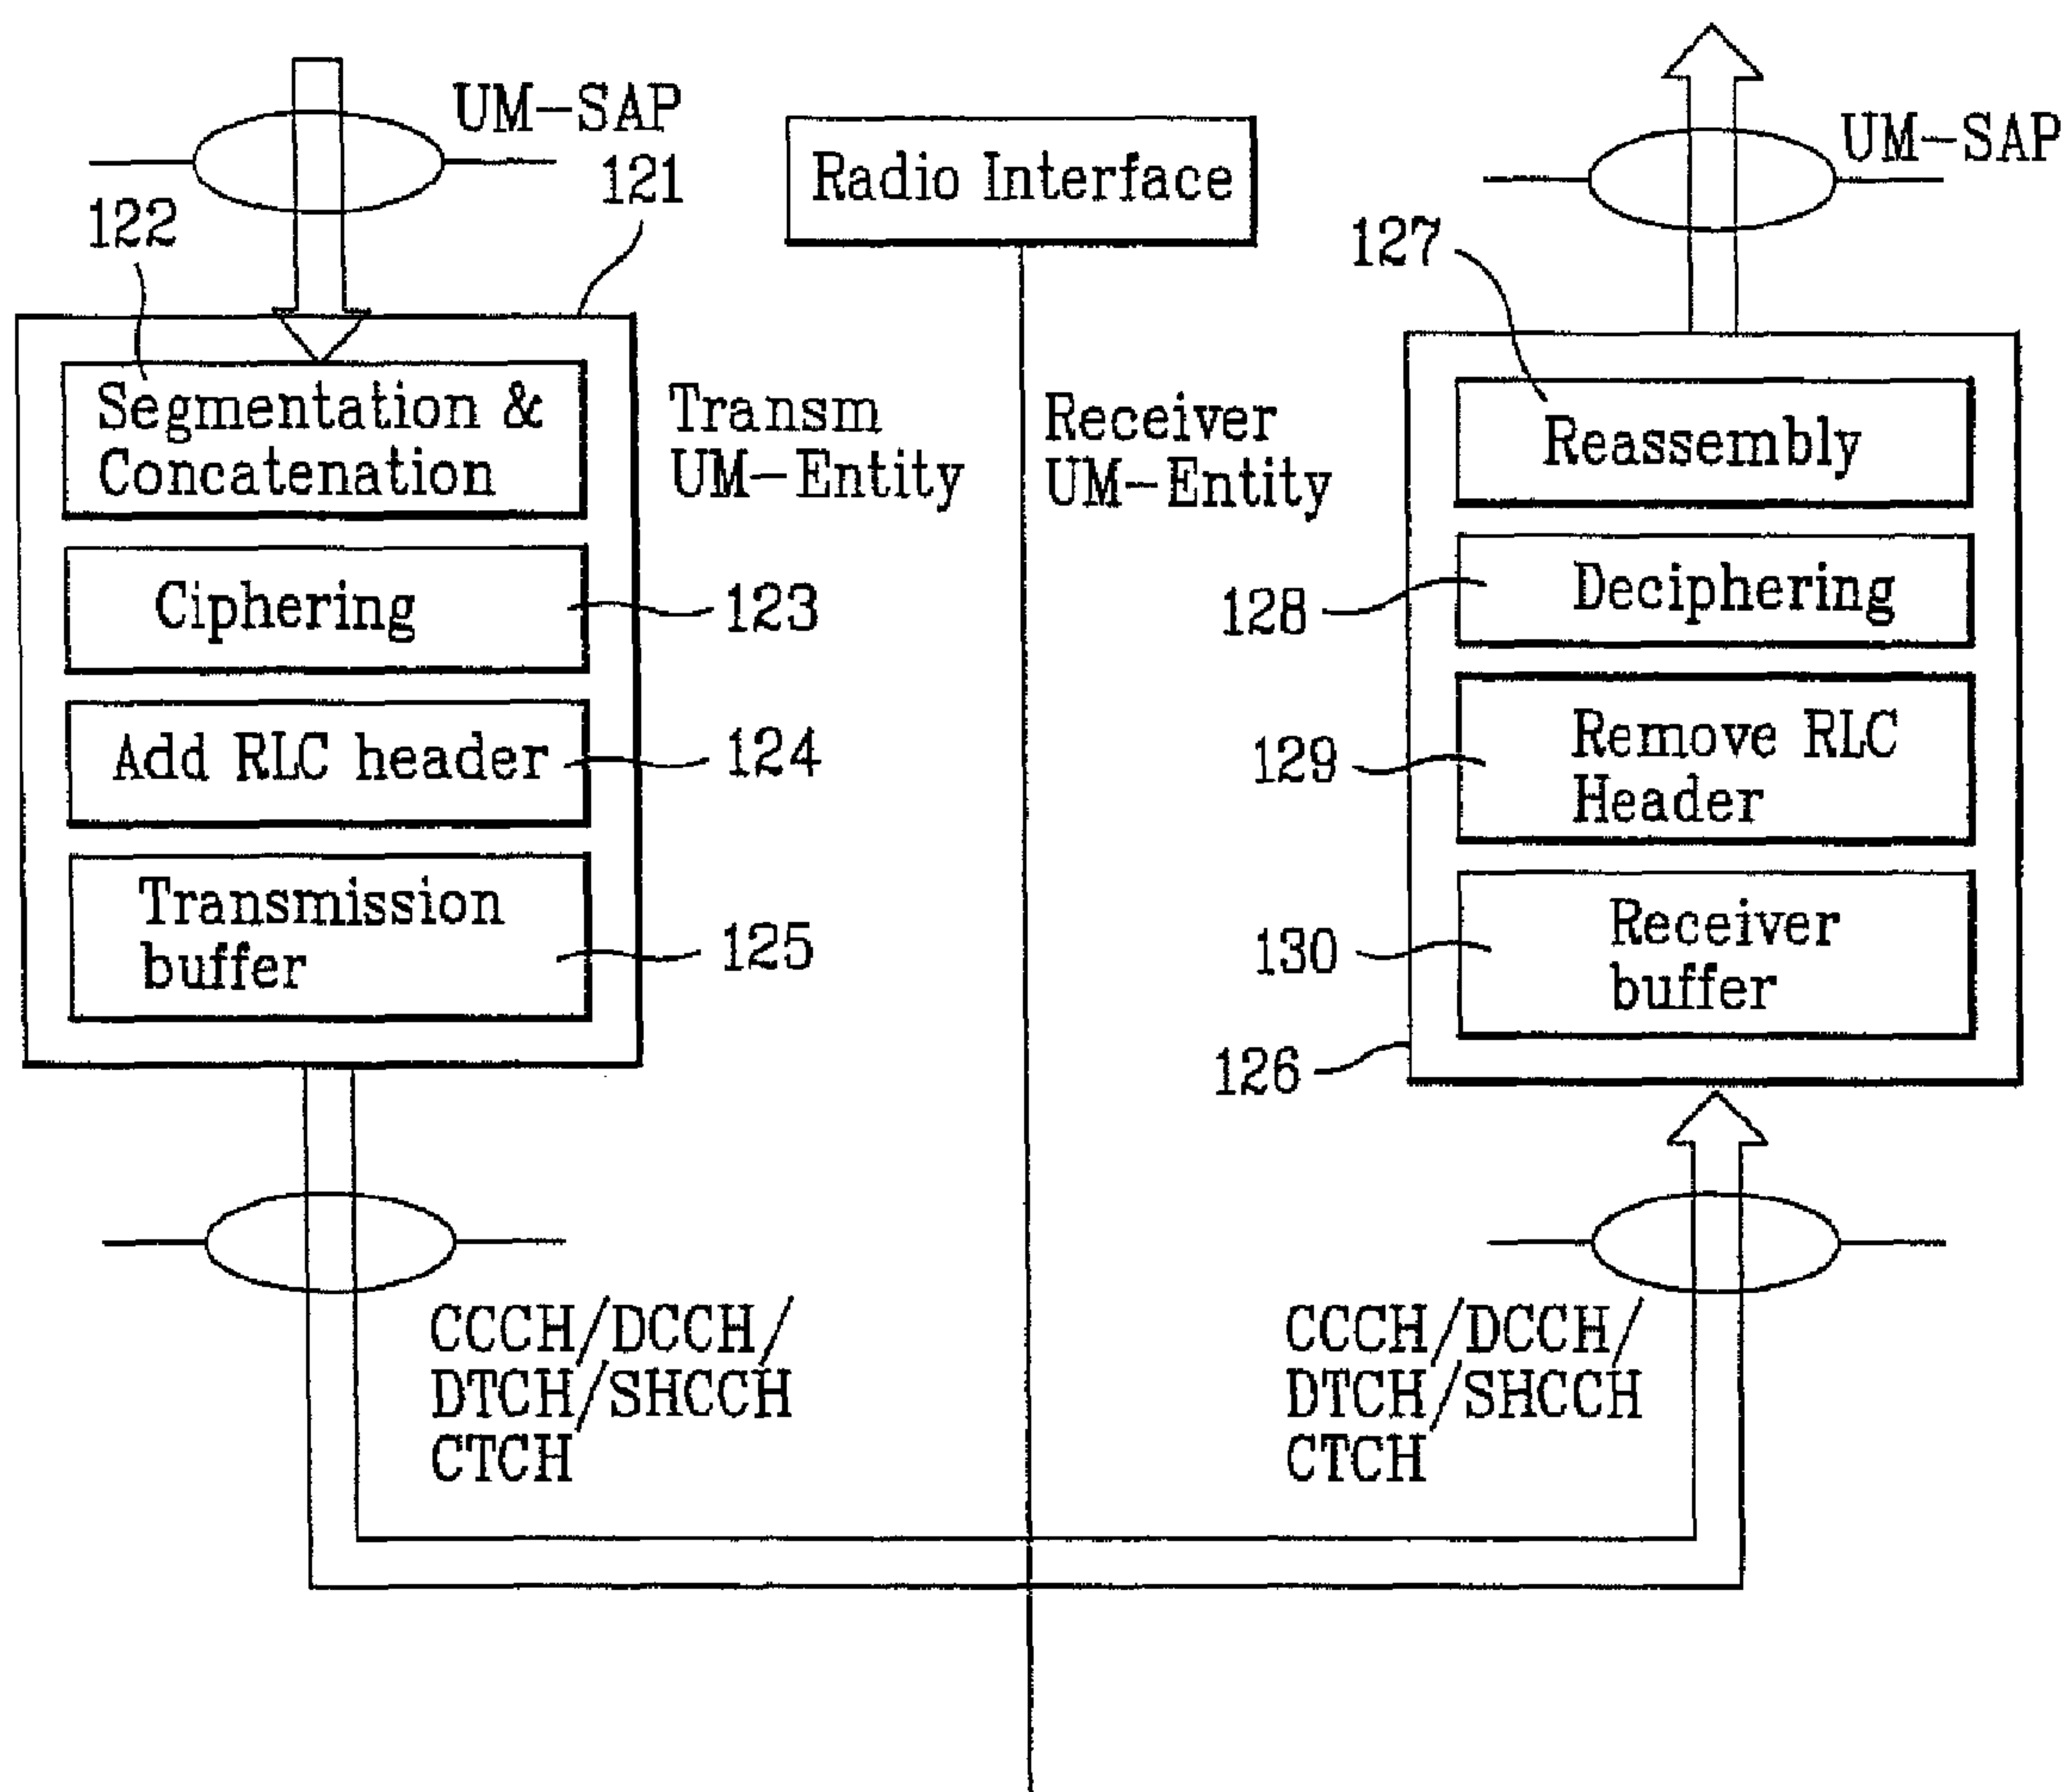 UM-SAP
121
122
Segmentation &
Concatenation
Transm
UM-Entity
Ciphering
123
Add RLC header
124
Transmission
buffer
125
CCCH/DCCH/
DTCH/SHCCH
CTCH
Radio Interface
UM-SAP
127
Receiver
UM-Entity
Reassembly
128
Deciphering
129
Remove RLC
Header
130
Receiver
buffer
126
CCCH/DCCH/
DTCH/SHCCH
CTCH